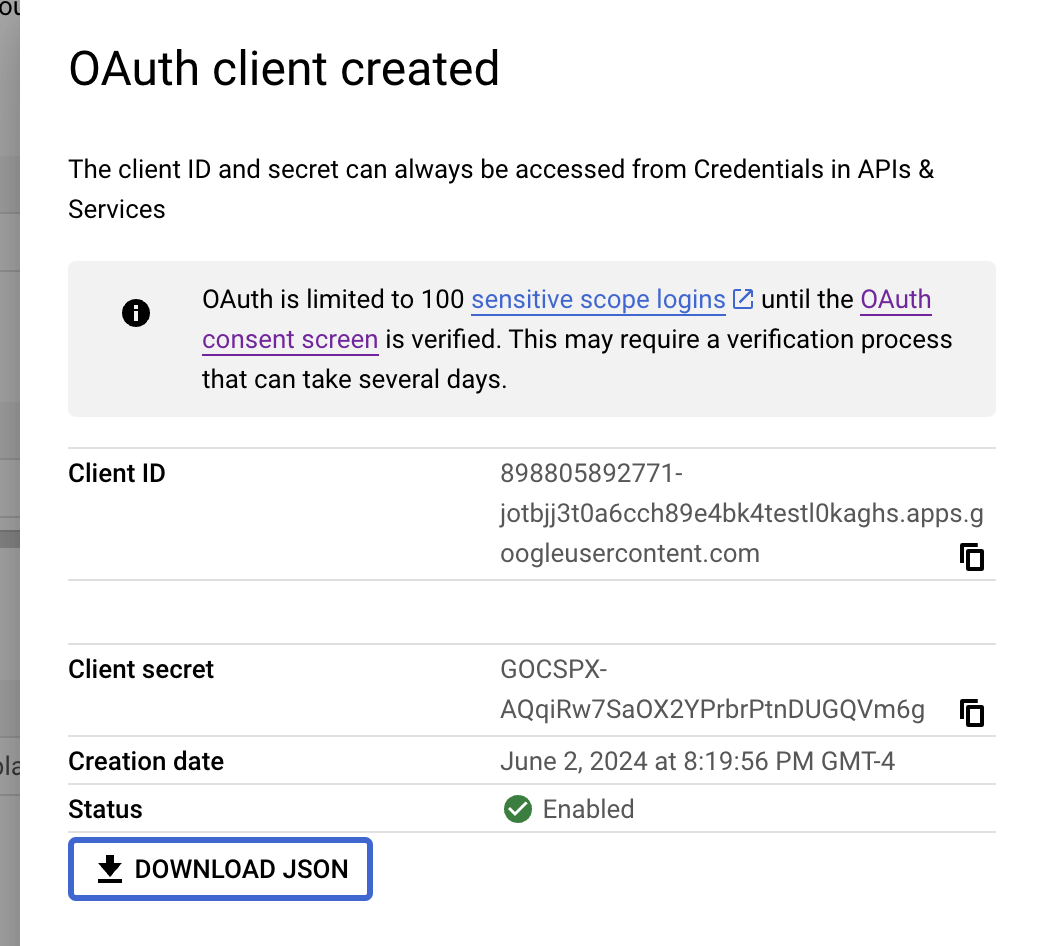 OAuth client created
The client ID and secret can always be accessed from Credentials in APIs &
Services
OAuth is limited to 100 sensitive scope logins until the OAuth
consent screen is verified. This may require a verification process
that can take several days.
Client ID
898805892771-
jotbjj3t0a6cch89e4bk4testl0kaghs.apps.g
oogleusercontent.com
Client secret
GOCSPX-
AQqiRw7SaOX2YPrbrPtnDUGQVm6g
Creation date June 2, 2024 at 8:19:56 PM GMT-4
Status Enabled
DOWNLOAD JSON